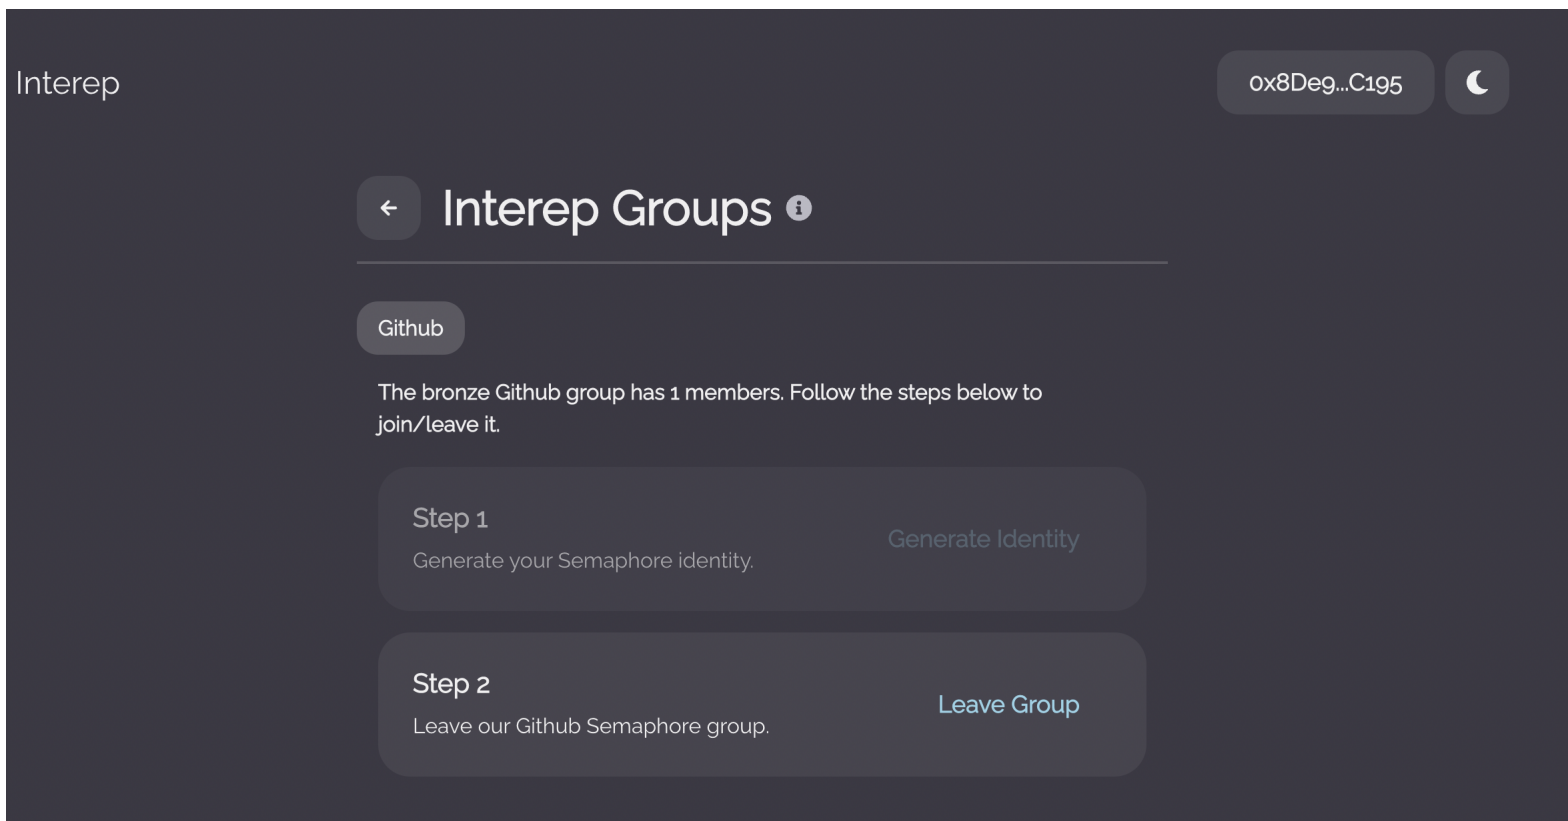 Interep
0x8De9...C195
Interep Groups
Github
The bronze Github group has 1 members. Follow the steps below to
join/leave it.
Step 1
Generate your Semaphore identity.
Generate Identity
Step 2
Leave our Github Semaphore group.
Leave Group